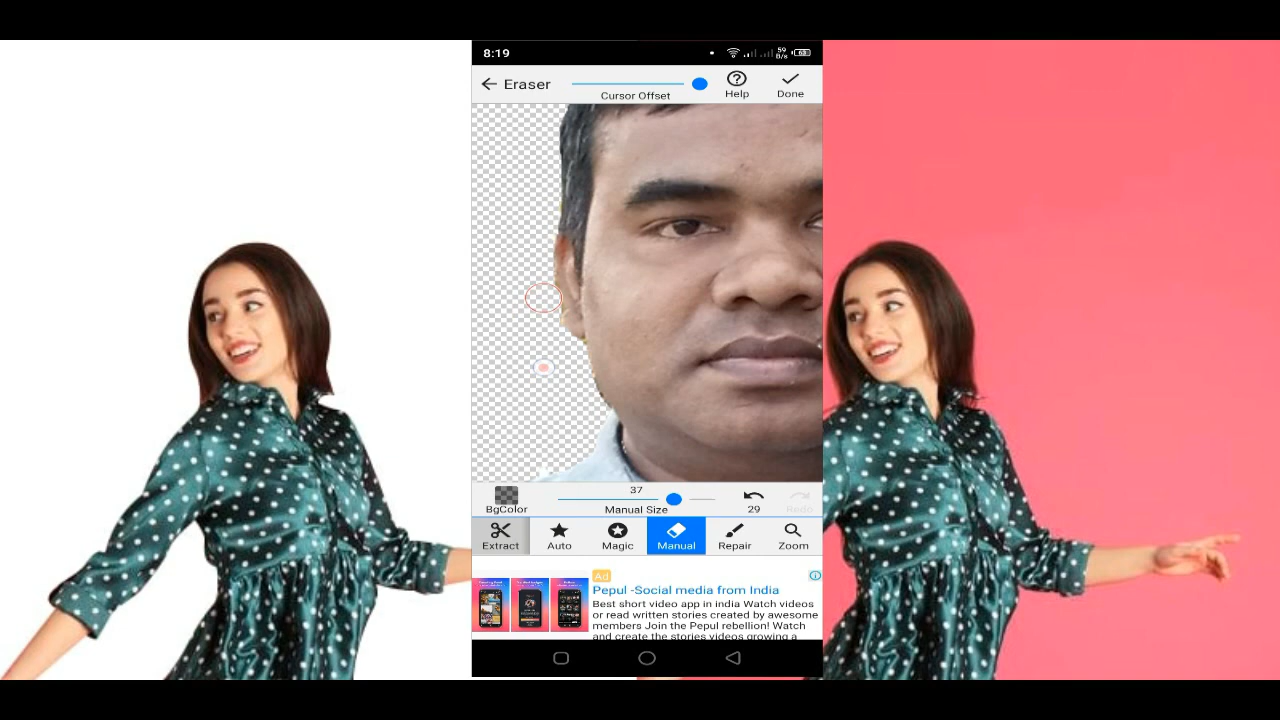 8:19
59
B/s
Eraser
Cursor Offset
Help
Done
37
BgColor
Manual Size
29
Redo
Extract
Auto
Magic
Manual
Repair
Zoom
Ad
Pepul -Social media from India
Best short video app in india Watch videos
or read written stories created by awesome
members Join the Pepul rebellion! Watch
and create the stories videos growing a